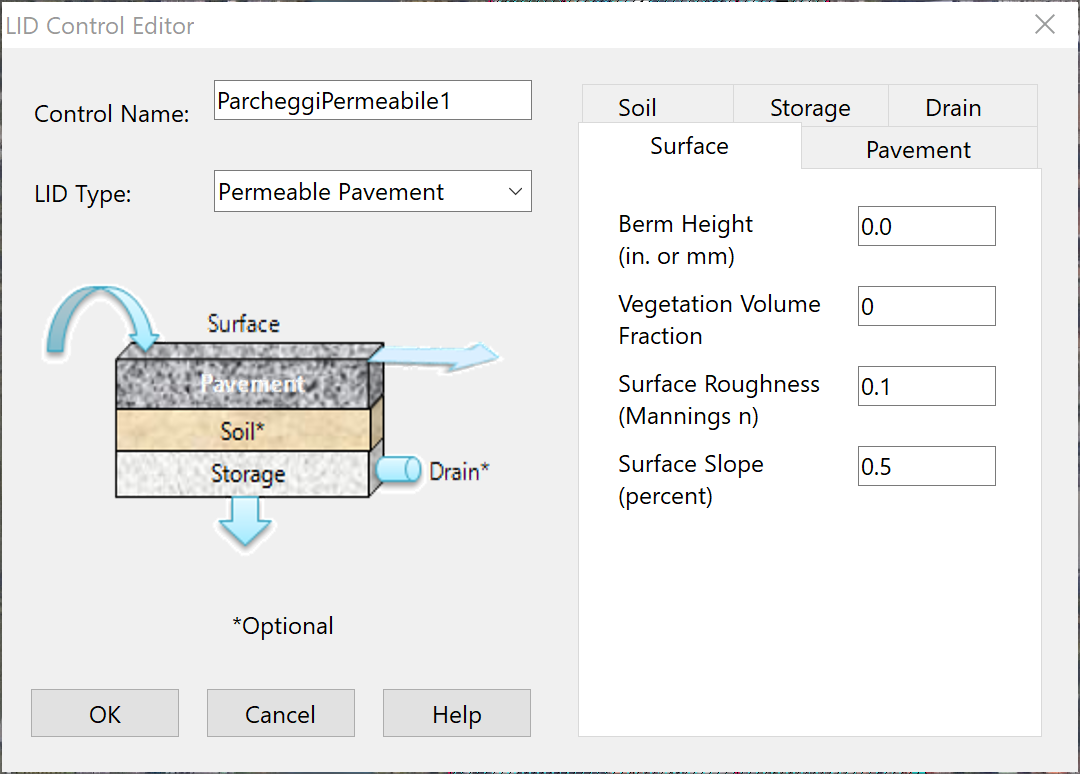 LID Control Editor
Control Name:
ParcheggiPermeabile1
LID Type:
Permeable Pavement
Surface
Pavement
Soil*
Storage
Drain*
*Optional
OK
Cancel
Help
Soil
Storage
Drain
Surface
Pavement
Berm Height
(in. or mm)
0.0
Vegetation Volume
Fraction
0
Surface Roughness
(Mannings n)
0.1
Surface Slope
(percent)
0.5